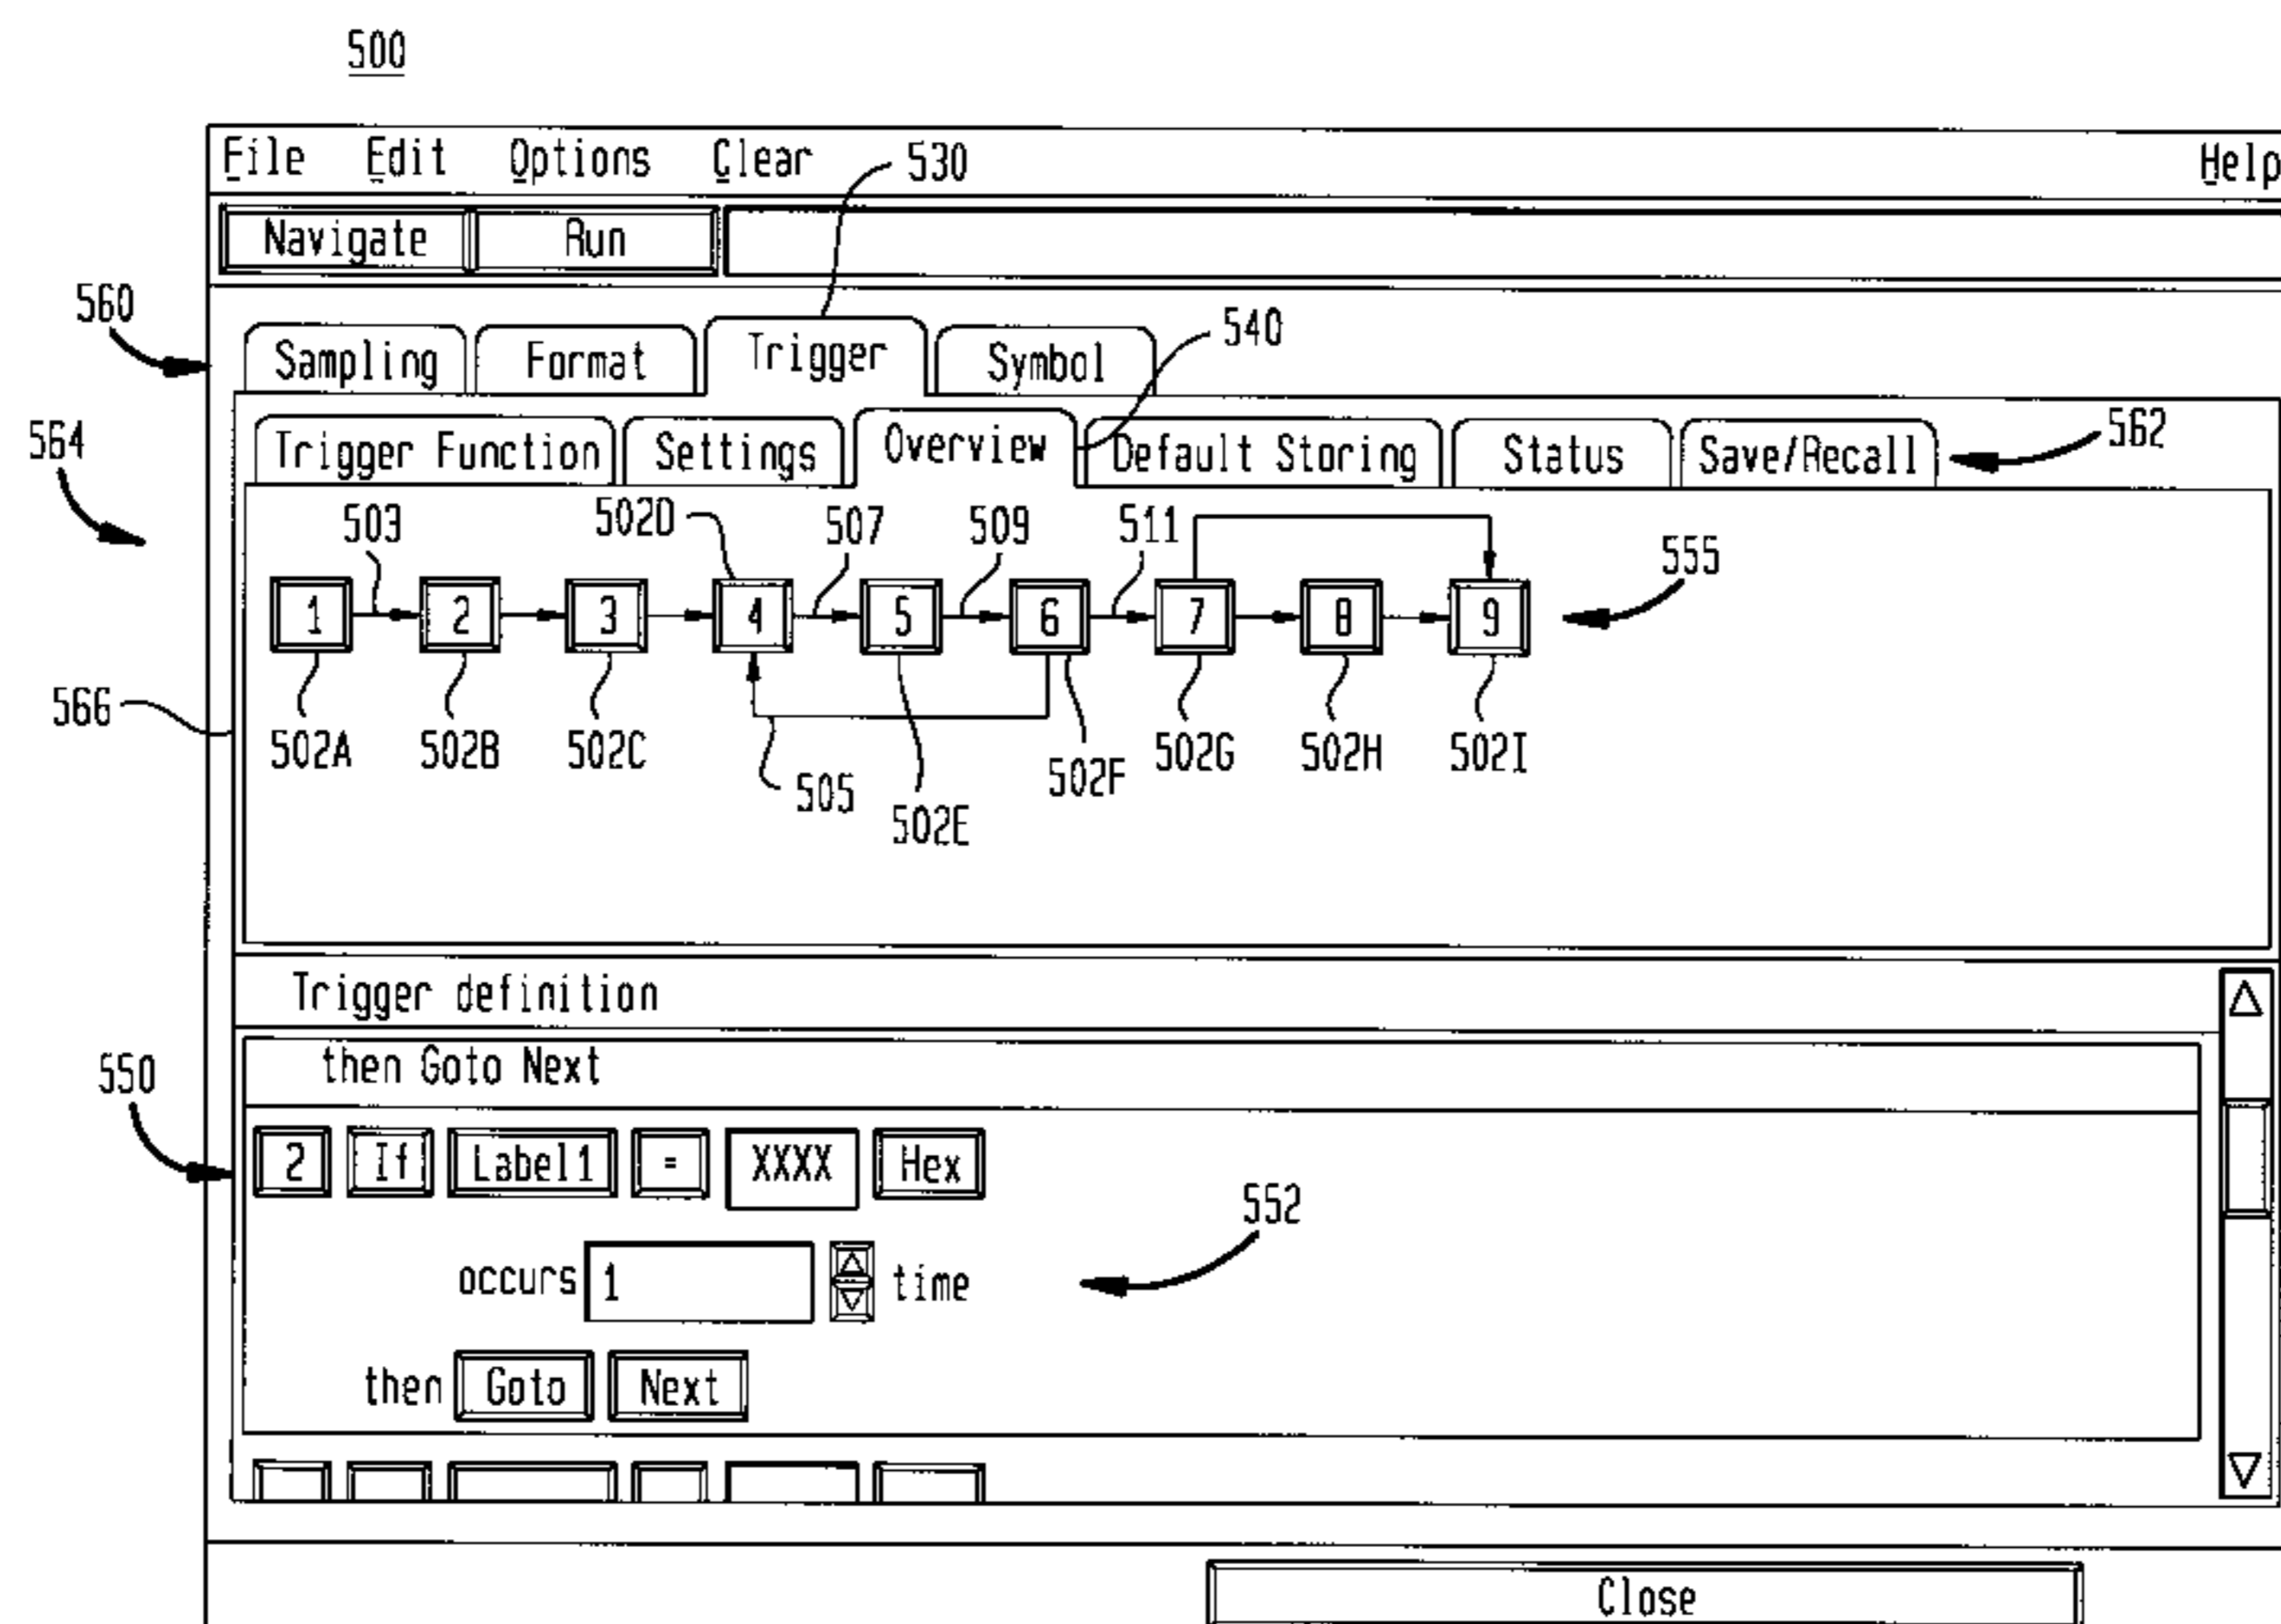 500
File Edit Options Clear 530 Help
Navigate Run
560
Sampling Format Trigger Symbol 540
564
Trigger Function Settings Overview Default Storing Status Save/Recall 562
503 502D 507 509 511 555
1 2 3 4 5 6 7 8 9
566
502A 502B 502C 505 502E 502F 502G 502H 502I
Trigger definition
550
then Goto Next
2 If Label1 = XXXX Hex
552
occurs 1 time
then Goto Next
Close